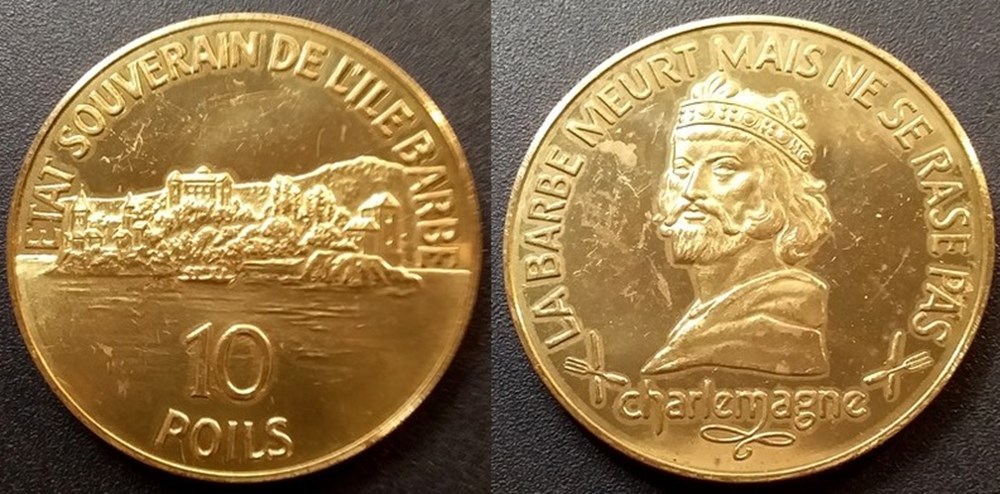 ETAT SOUVERAIN DE L'ILE BARBE
10
POILS
LA BARBE MEURT MAIS NE SE RASE PAS
charlemagne